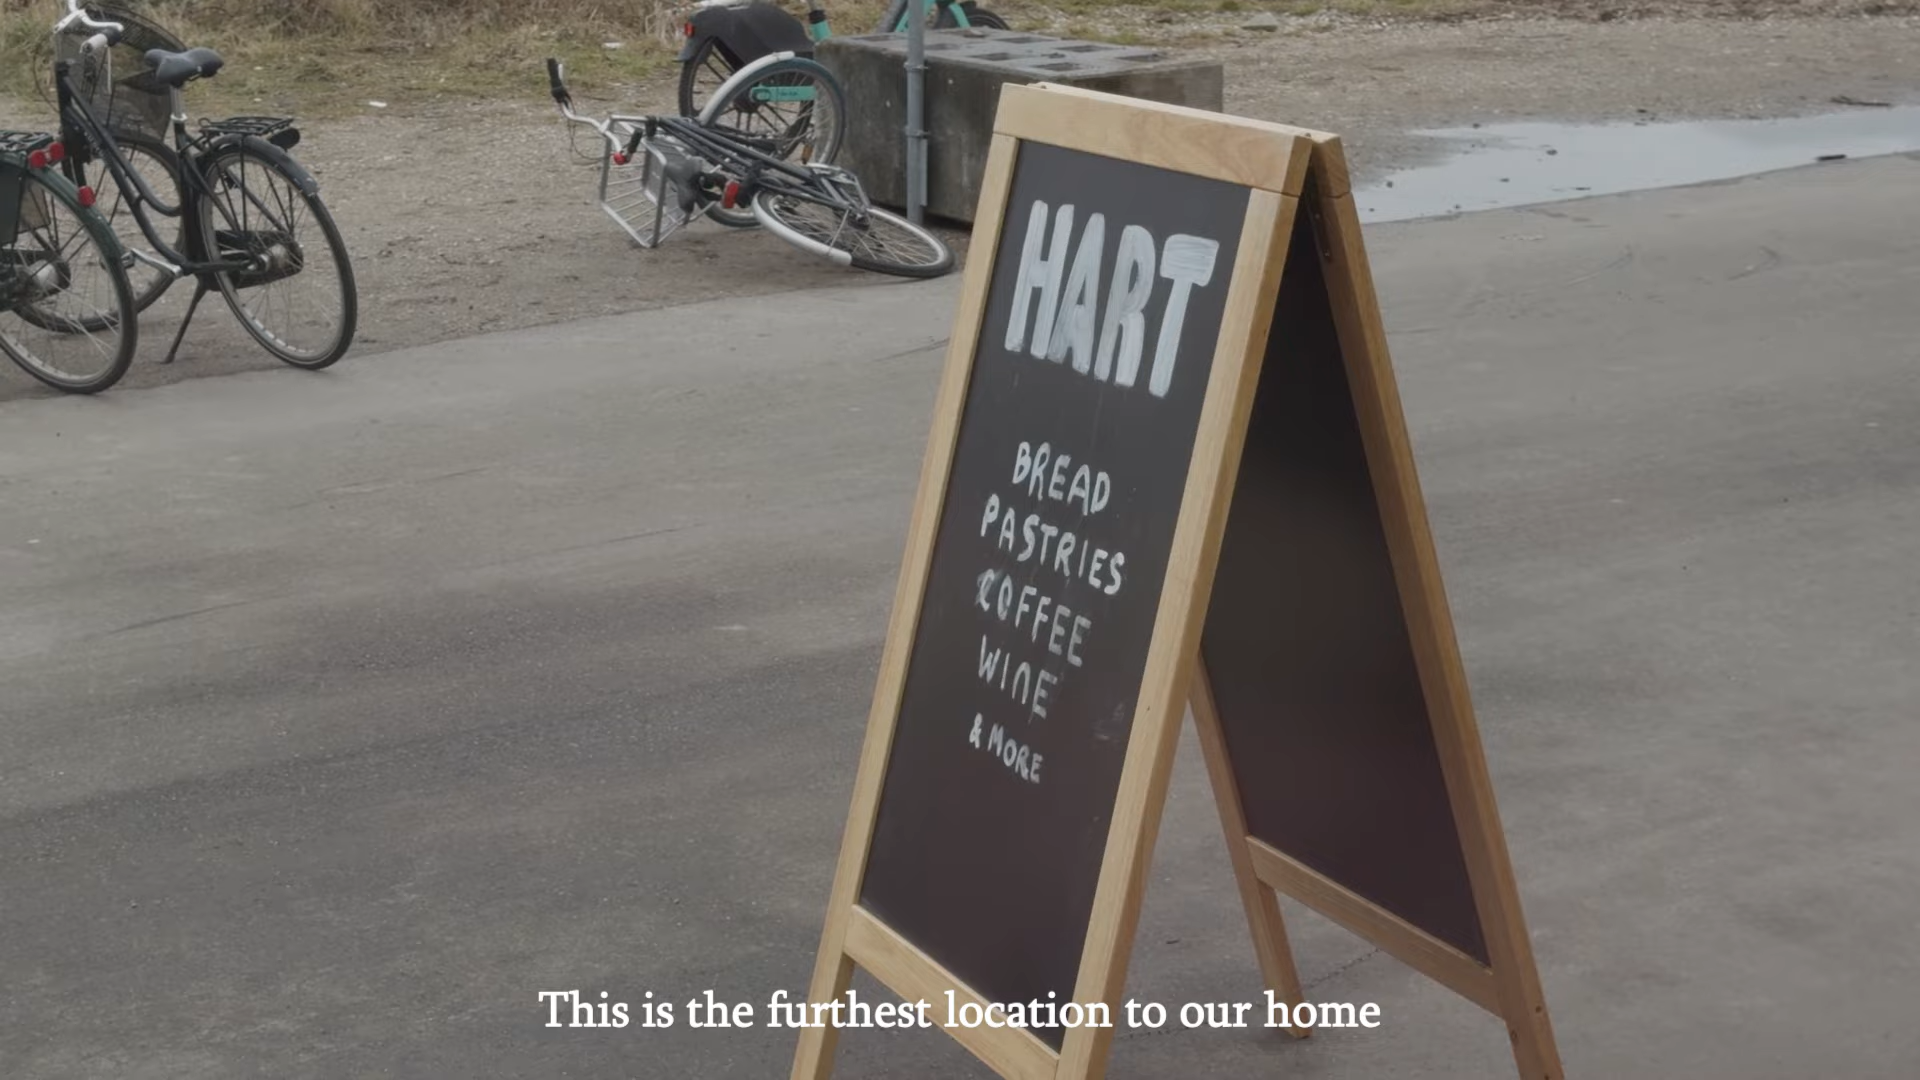 HART
BREAD
PASTRIES
COFFEE
WINE
& MORE
This is the furthest location to our home